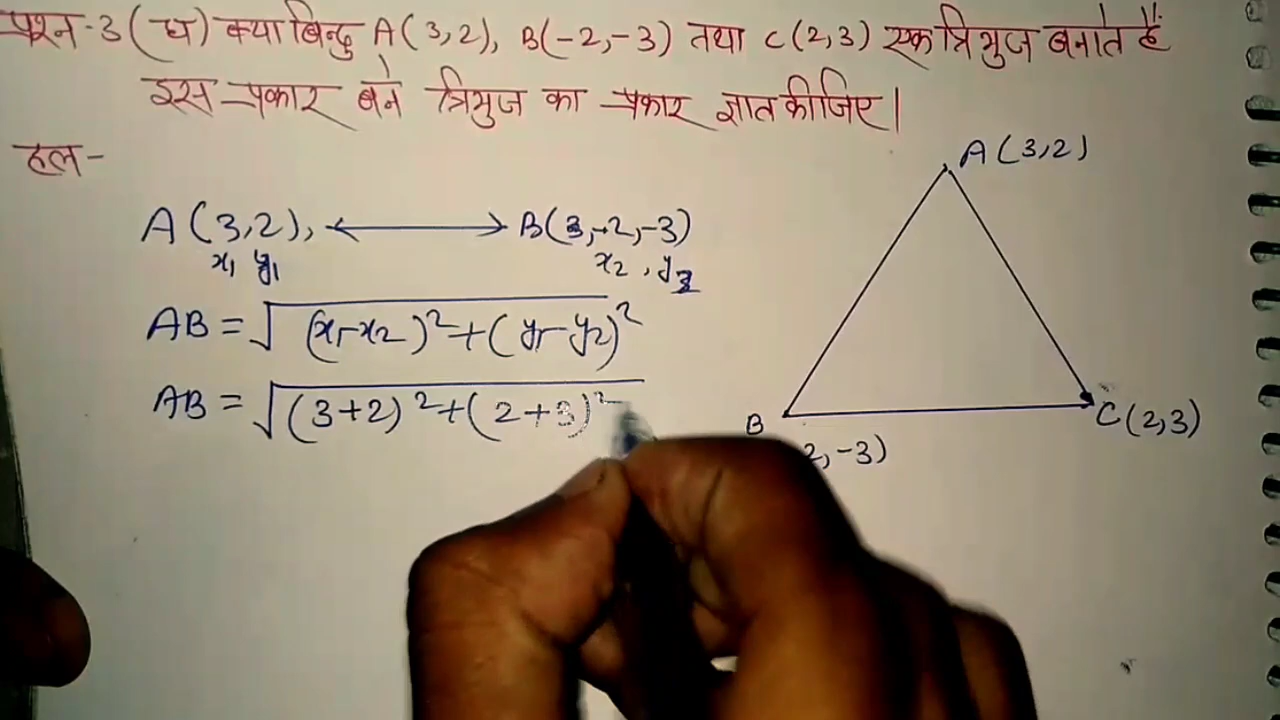 प्रश्न-3 (घ) क्या बिन्दु A(3,2), B(-2,-3) तथा C(2,3) एक त्रिभुज बनाते हैं
इस प्रकार बने त्रिभुज का प्रकार ज्ञात कीजिए।
हल-
A(3,2)
A(3,2), ⟷ B(-2,-3)
x₁ y₁ x₂, y₂
AB = √(x₁-x₂)²+(y₁-y₂)²
AB = √(3+2)²+(2+3)²
B C(2,3)
2,-3)